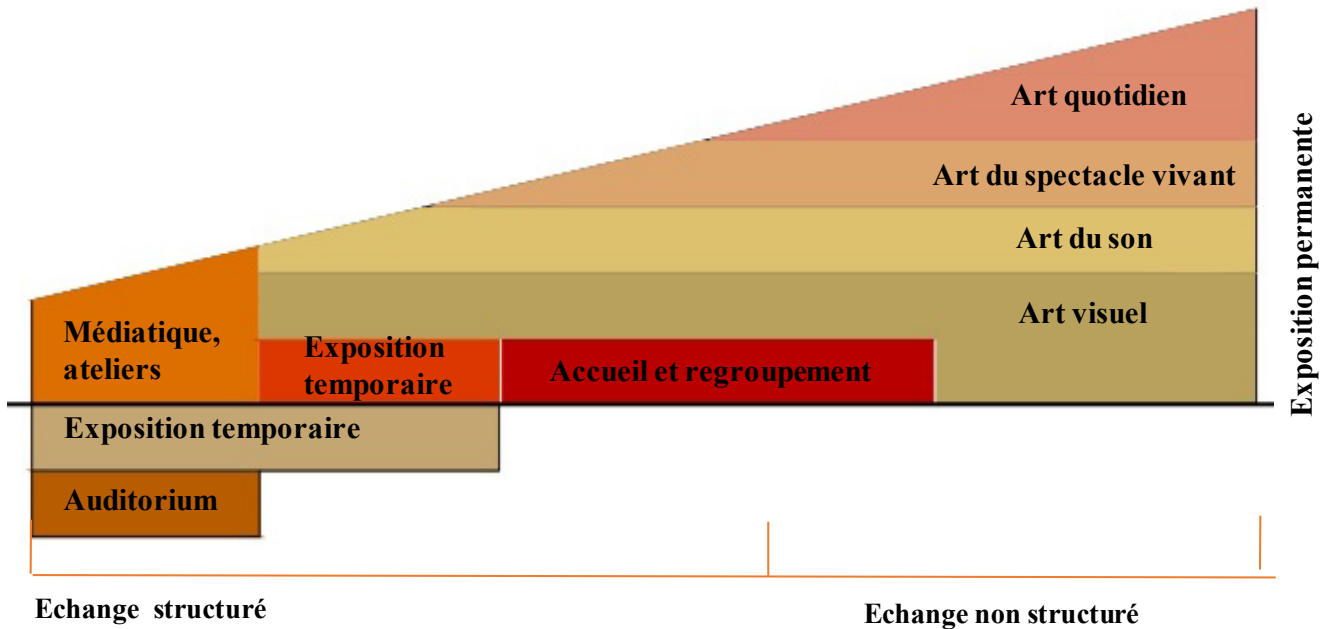 Art quotidien
Art du spectacle vivant
Art du son
Art visuel
Exposition permanente
Médiatique,
ateliers
Exposition
temporaire
Accueil et regroupement
Exposition temporaire
Auditorium
Echange structuré
Echange non structuré